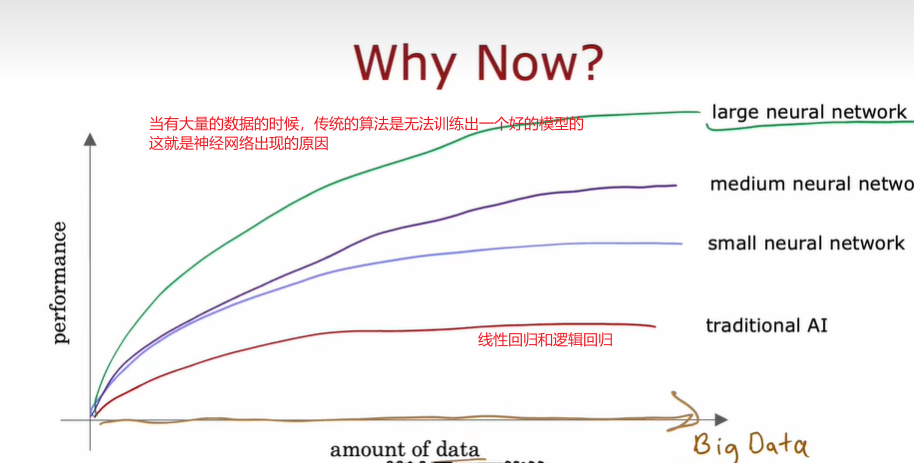 Why Now?
当有大量的数据的时候，传统的算法是无法训练出一个好的模型的
这就是神经网络出现的原因
large neural network
medium neural netwo
small neural network
traditional AI
线性回归和逻辑回归
performance
amount of data
Big Data